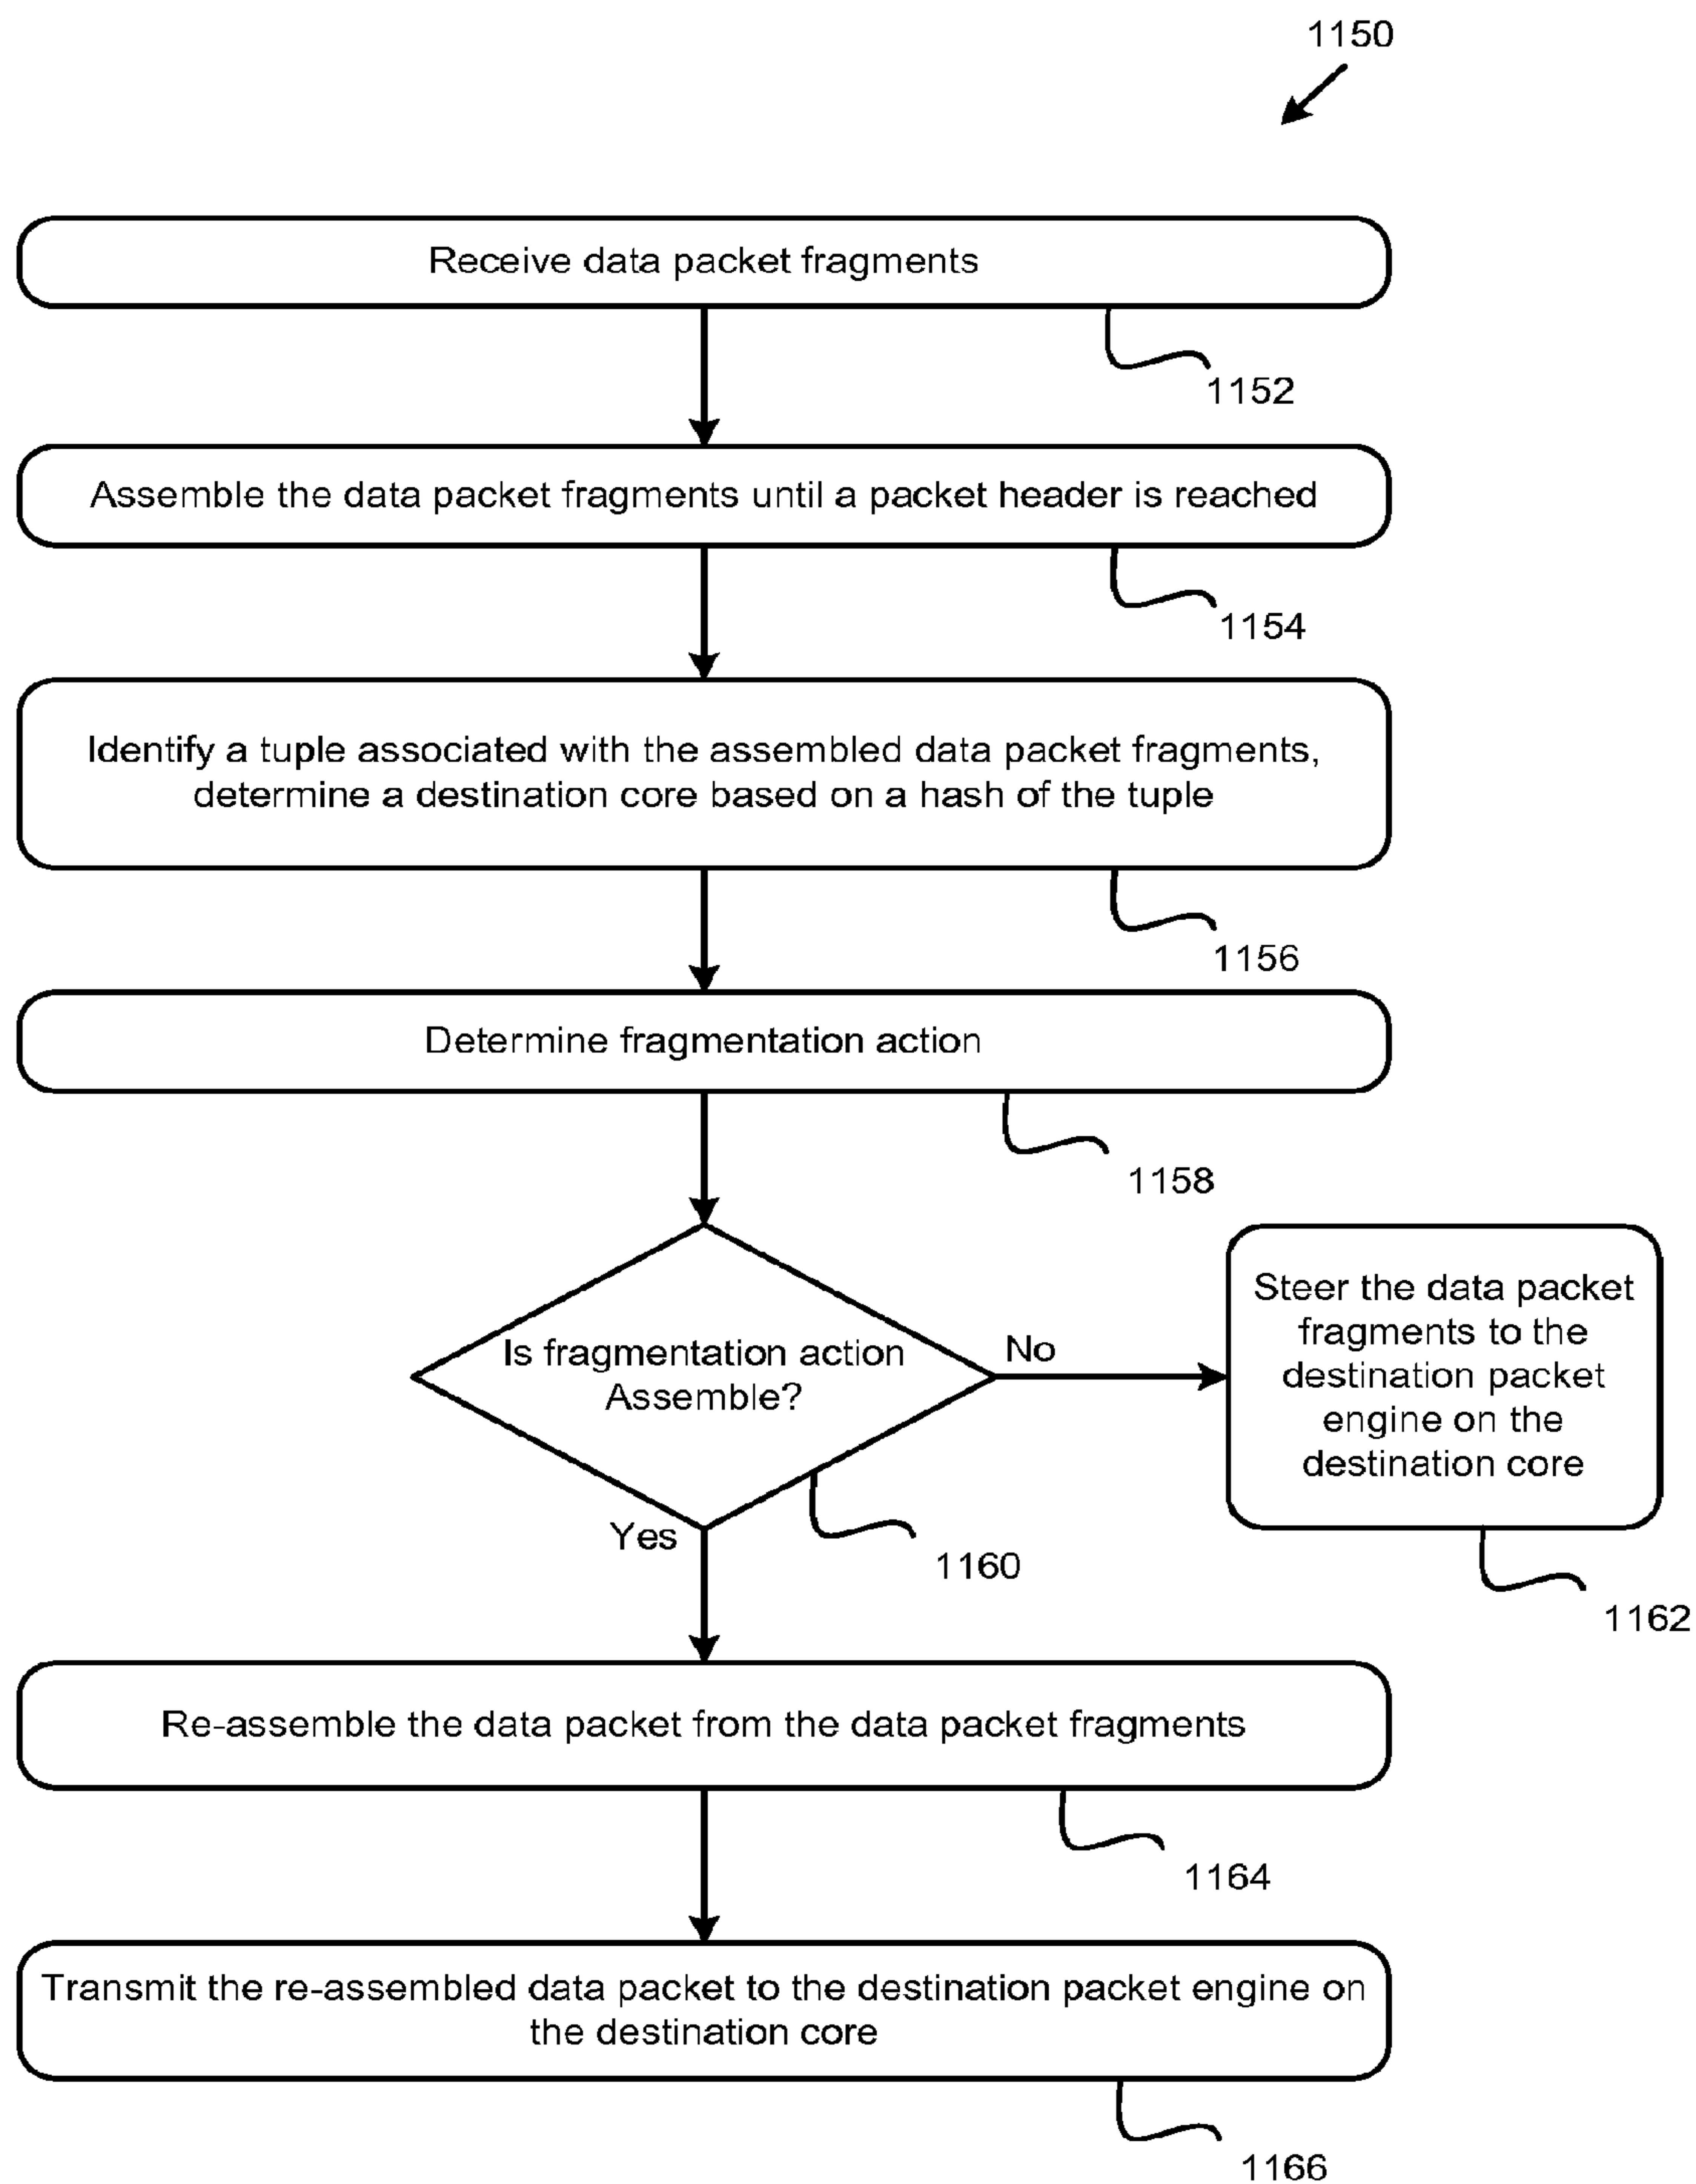 1150
Receive data packet fragments
1152
Assemble the data packet fragments until a packet header is reached
1154
Identify a tuple associated with the assembled data packet fragments,
determine a destination core based on a hash of the tuple
1156
Determine fragmentation action
1158
Is fragmentation action
Assemble?
No
Steer the data packet
fragments to the
destination packet
engine on the
destination core
Yes
1160
1162
Re-assemble the data packet from the data packet fragments
1164
Transmit the re-assembled data packet to the destination packet engine on
the destination core
1166